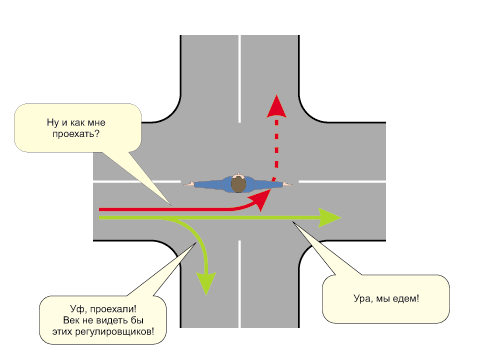 Ну и как мне
проехать?
Уф, проехали!
Век не видеть бы
этих регулировщиков!
Ура, мы едем!